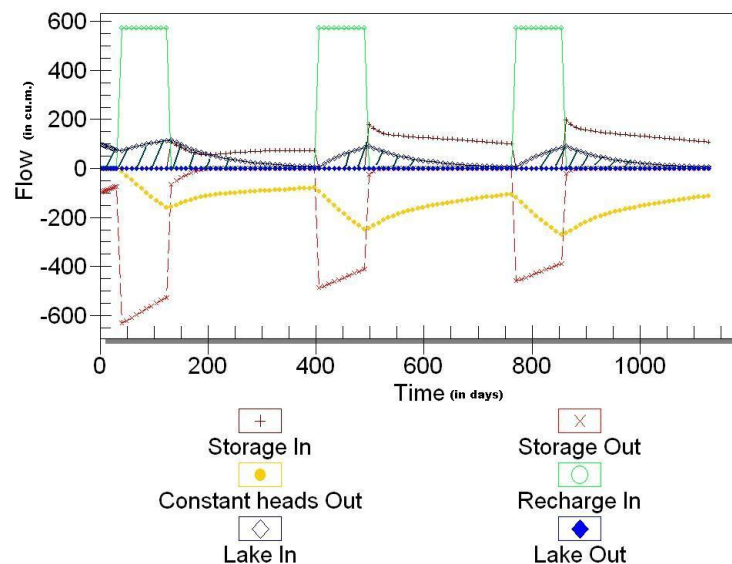 600
400
200
0
-200
-400
-600
Flow (in cu.m.)
0 200 400 600 800 1000
Time (in days)
Storage In Storage Out
Constant heads Out Recharge In
Lake In Lake Out